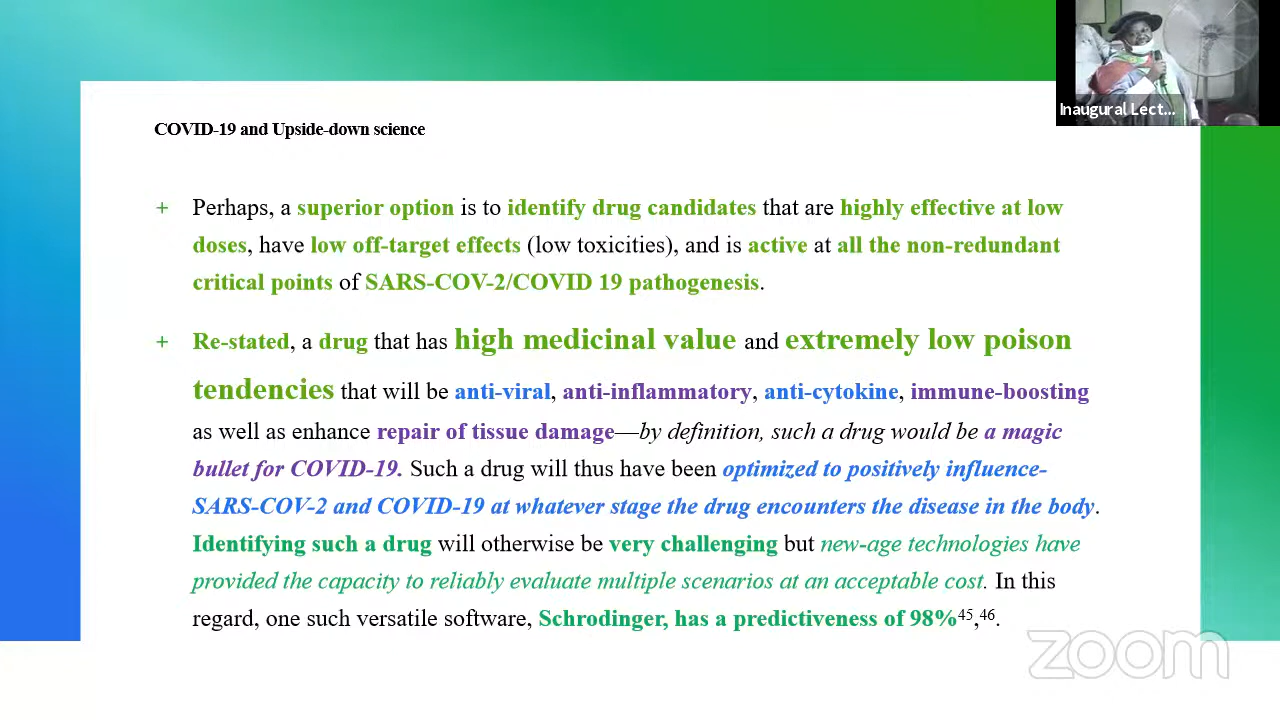 Inaugural Lect...
COVID-19 and Upside-down science
+ Perhaps, a superior option is to identify drug candidates that are highly effective at low
doses, have low off-target effects (low toxicities), and is active at all the non-redundant
critical points of SARS-COV-2/COVID 19 pathogenesis.
+ Re-stated, a drug that has high medicinal value and extremely low poison
tendencies that will be anti-viral, anti-inflammatory, anti-cytokine, immune-boosting
as well as enhance repair of tissue damage—by definition, such a drug would be a magic
bullet for COVID-19. Such a drug will thus have been optimized to positively influence-
SARS-COV-2 and COVID-19 at whatever stage the drug encounters the disease in the body.
Identifying such a drug will otherwise be very challenging but new-age technologies have
provided the capacity to reliably evaluate multiple scenarios at an acceptable cost. In this
regard, one such versatile software, Schrodinger, has a predictiveness of 98%45,46.
zoom